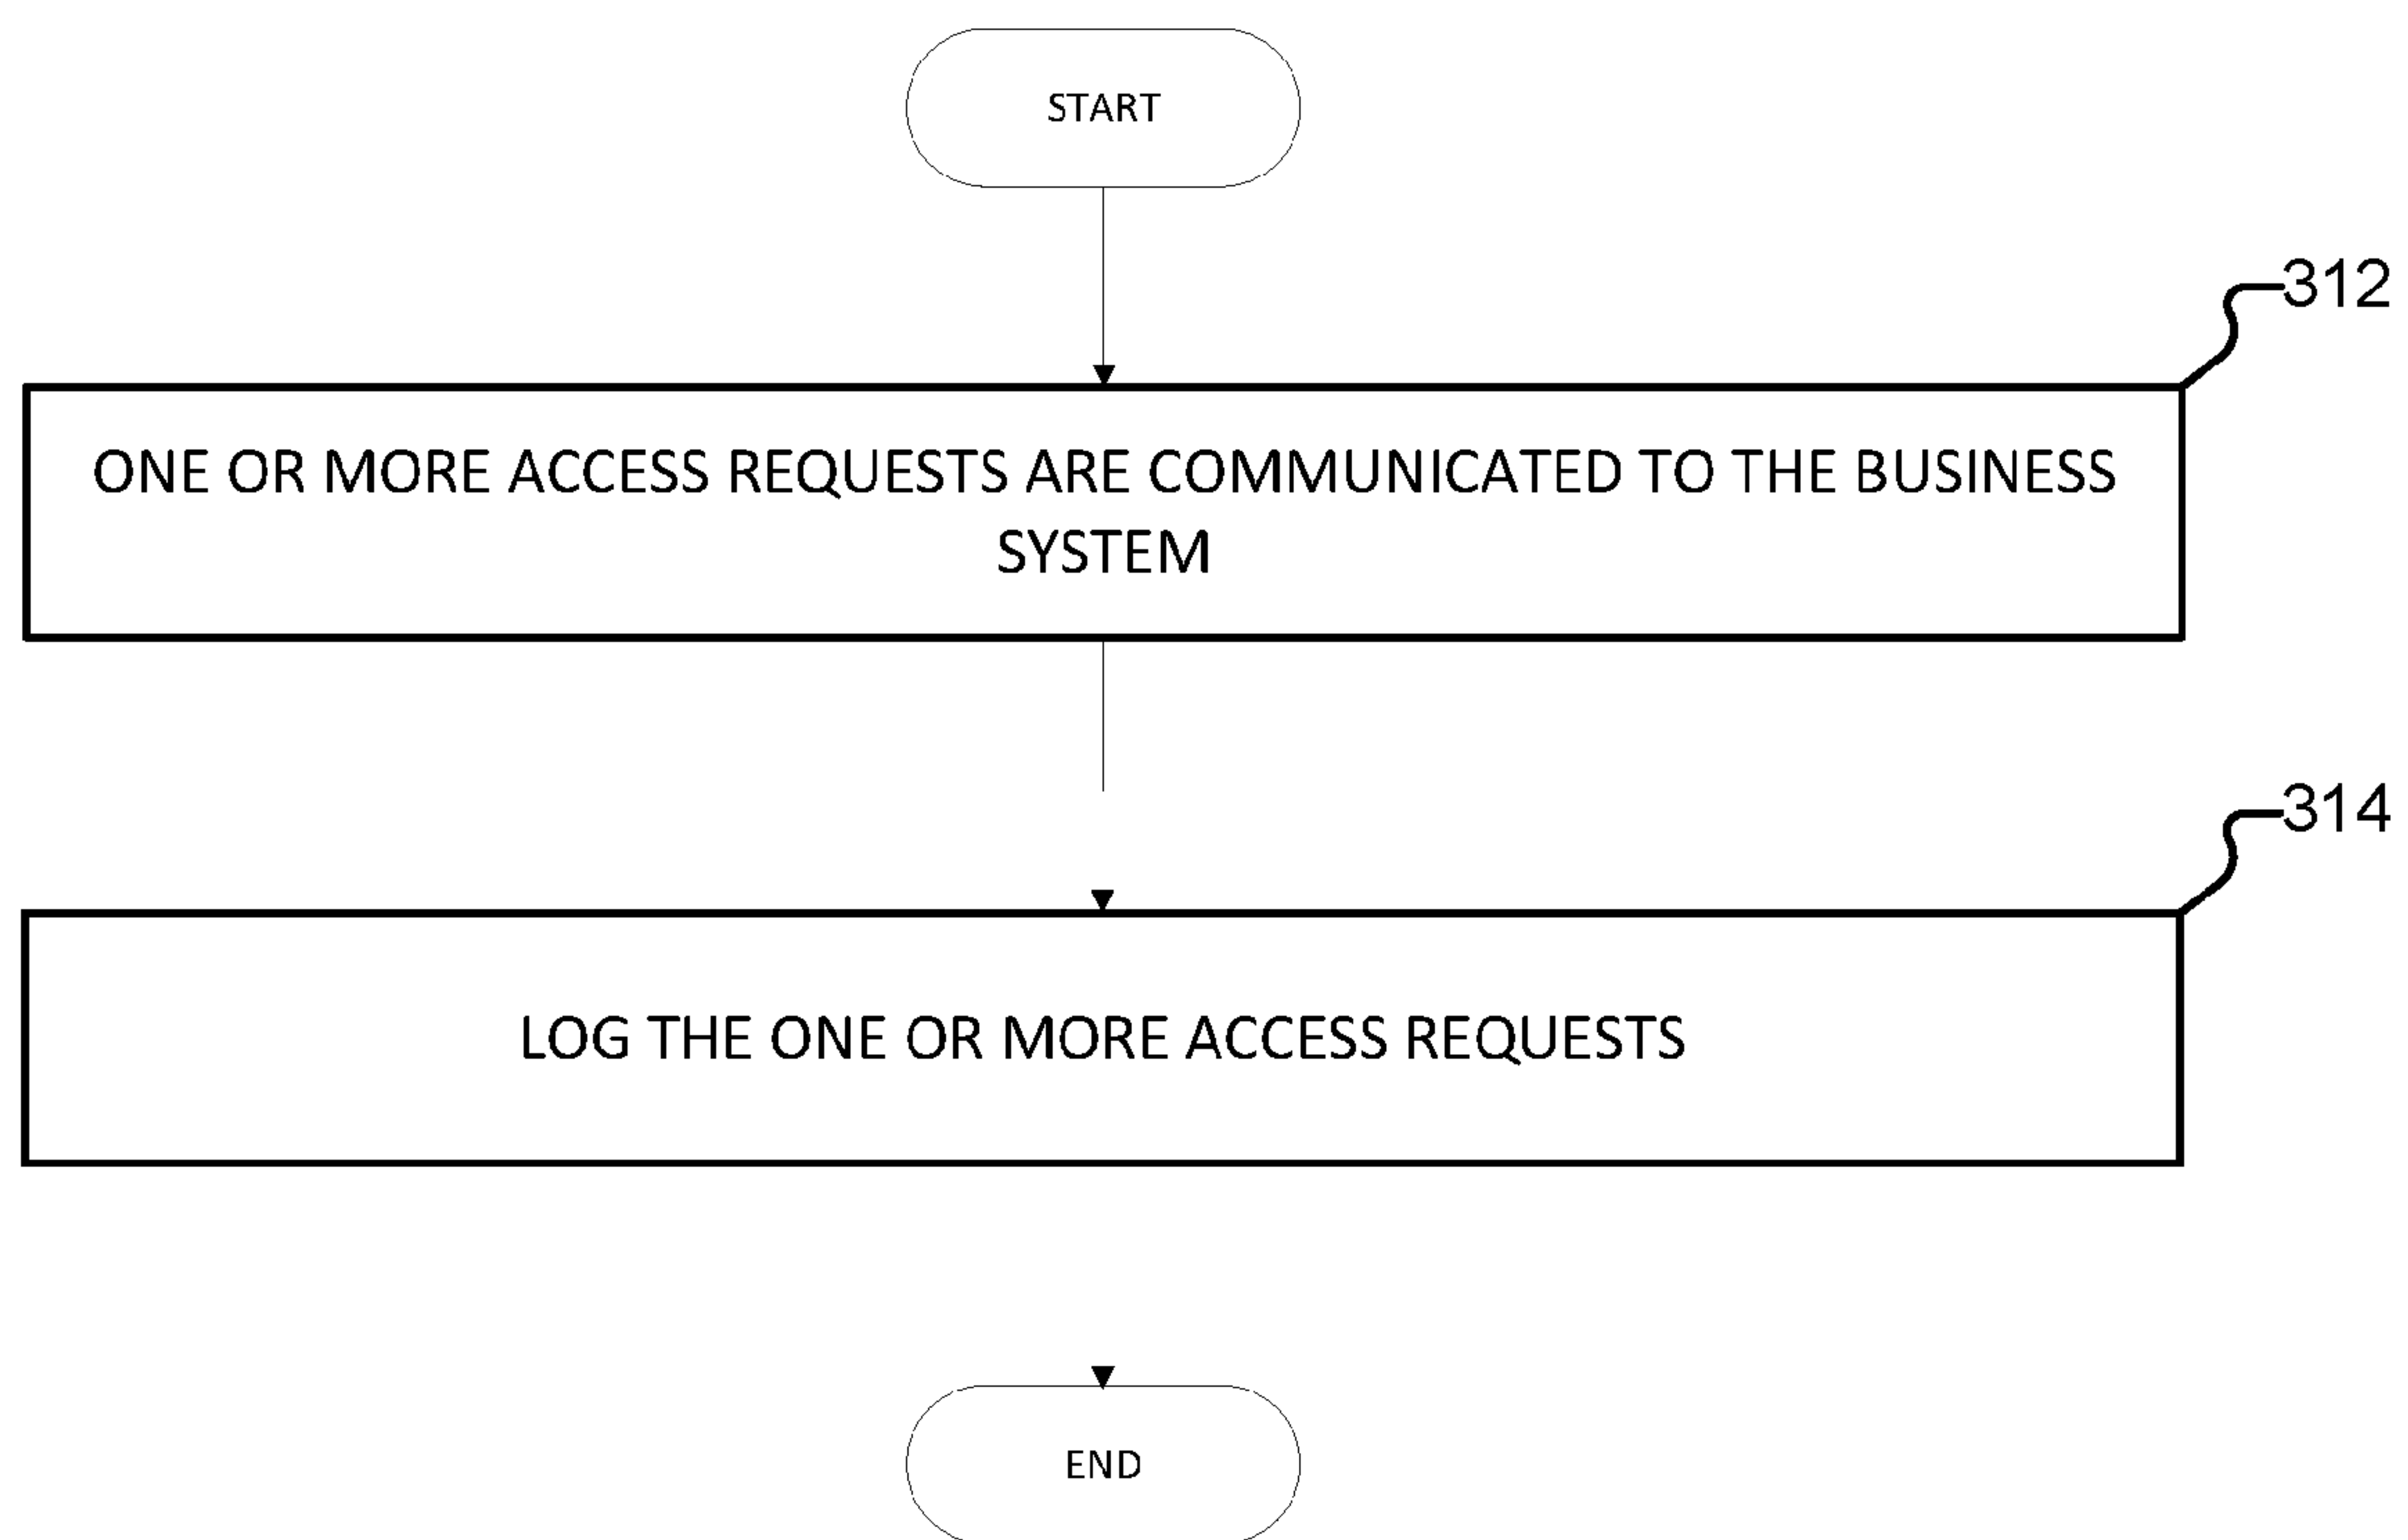 START
312
ONE OR MORE ACCESS REQUESTS ARE COMMUNICATED TO THE BUSINESS
SYSTEM
314
LOG THE ONE OR MORE ACCESS REQUESTS
END